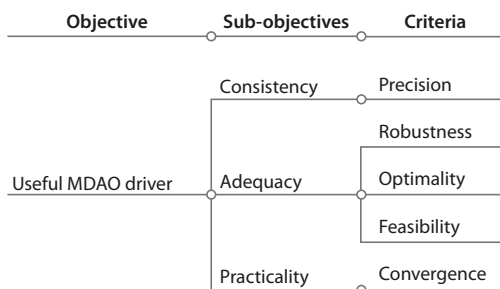 Objective Sub-objectives Criteria
Consistency Precision
Robustness
Useful MDAO driver Adequacy Optimality
Feasibility
Practicality Convergence